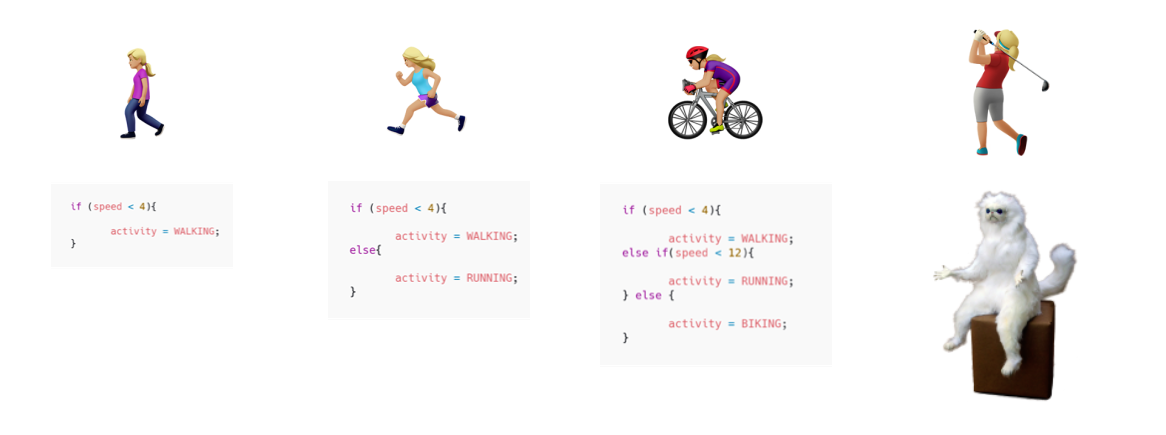 if (speed < 4){
activity = WALKING;
}
if (speed < 4){
activity = WALKING;
else{
activity = RUNNING;
}
if (speed < 4){
activity = WALKING;
else if(speed < 12){
activity = RUNNING;
} else {
activity = BIKING;
}